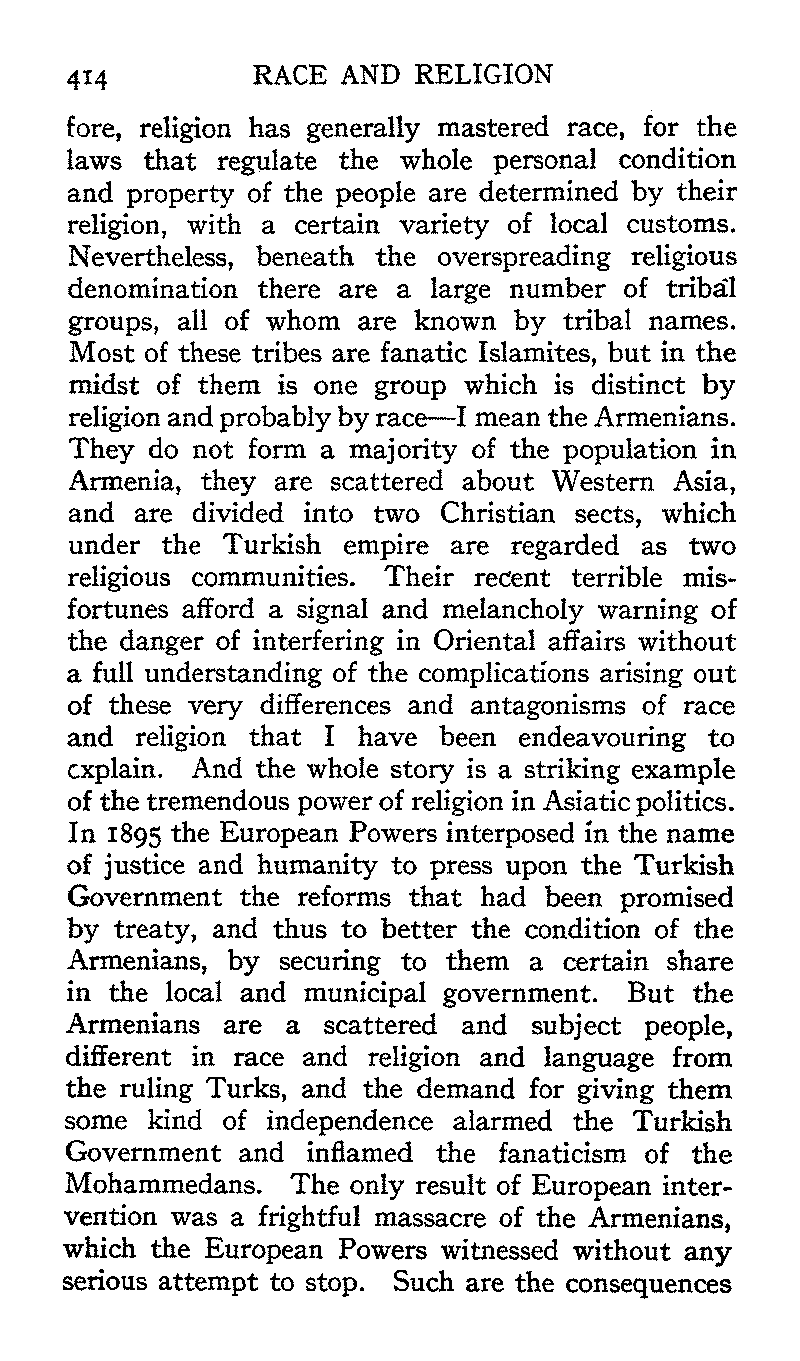 414 RACE AND RELIGION
fore, religion has generally mastered race, for the
laws that regulate the whole personal condition
and property of the people are determined by their
religion, with a certain variety of local customs.
Nevertheless, beneath the overspreading religious
denomination there are a large number of tribal
groups, all of whom are known by tribal names.
Most of these tribes are fanatic Islamites, but in the
midst of them is one group which is distinct by
religion and probably by race—I mean the Armenians.
They do not form a majority of the population in
Armenia, they are scattered about Western Asia,
and are divided into two Christian sects, which
under the Turkish empire are regarded as two
religious communities. Their recent terrible mis-
fortunes afford a signal and melancholy warning of
the danger of interfering in Oriental affairs without
a full understanding of the complications arising out
of these very differences and antagonisms of race
and religion that I have been endeavouring to
explain. And the whole story is a striking example
of the tremendous power of religion in Asiatic politics.
In 1895 the European Powers interposed in the name
of justice and humanity to press upon the Turkish
Government the reforms that had been promised
by treaty, and thus to better the condition of the
Armenians, by securing to them a certain share
in the local and municipal government. But the
Armenians are a scattered and subject people,
different in race and religion and language from
the ruling Turks, and the demand for giving them
some kind of independence alarmed the Turkish
Government and inflamed the fanaticism of the
Mohammedans. The only result of European inter-
vention was a frightful massacre of the Armenians,
which the European Powers witnessed without any
serious attempt to stop. Such are the consequences